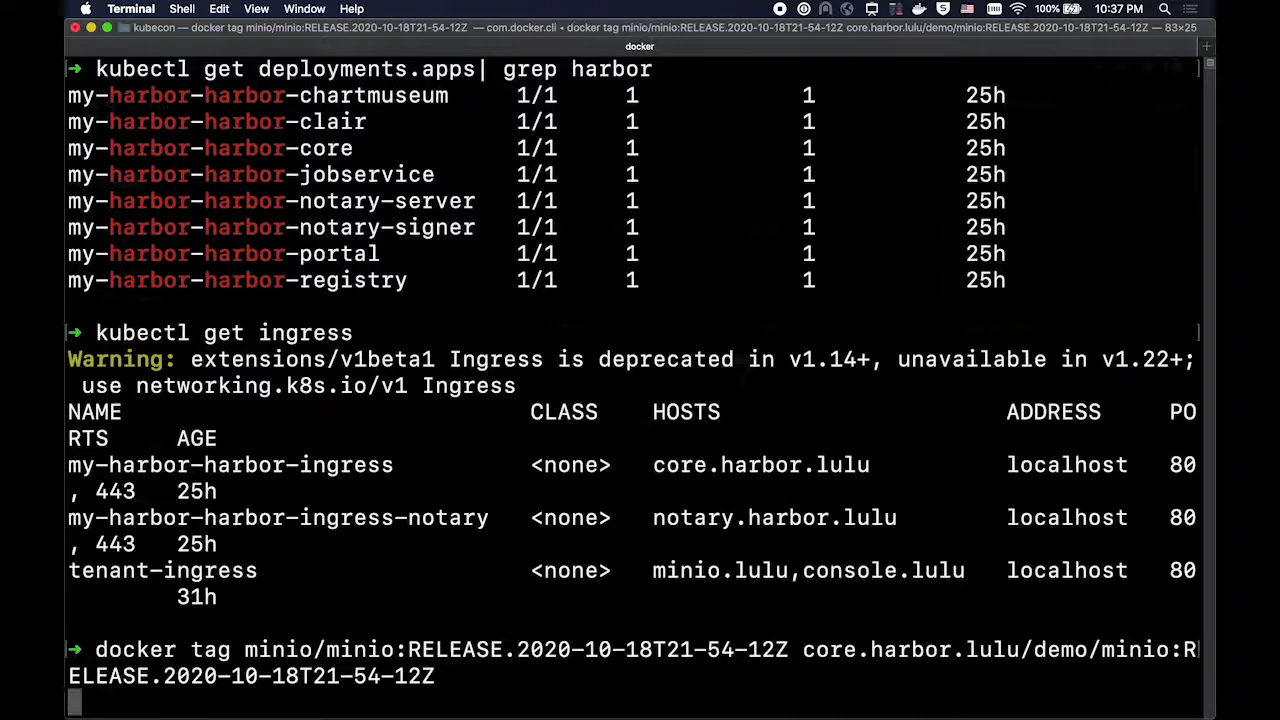 Terminal Shell Edit View Window Help 5 100% 10:37 PM
kubecon — docker tag minio/minio:RELEASE.2020-10-18T21-54-12Z — com.docker.cli ‹ docker tag minio/minio:RELEASE.2020-10-18T21-54-12Z core.harbor.lulu/demo/minio:RELEASE.2020-10-18T21-54-12Z — 83×25
docker
➜ kubectl get deployments.apps| grep harbor
my-harbor-harbor-chartmuseum 1/1 1 1 25h
my-harbor-harbor-clair 1/1 1 1 25h
my-harbor-harbor-core 1/1 1 1 25h
my-harbor-harbor-jobservice 1/1 1 1 25h
my-harbor-harbor-notary-server 1/1 1 1 25h
my-harbor-harbor-notary-signer 1/1 1 1 25h
my-harbor-harbor-portal 1/1 1 1 25h
my-harbor-harbor-registry 1/1 1 1 25h
➜ kubectl get ingress
Warning: extensions/v1beta1 Ingress is deprecated in v1.14+, unavailable in v1.22+;
use networking.k8s.io/v1 Ingress
NAME CLASS HOSTS ADDRESS PO
RTS AGE
my-harbor-harbor-ingress <none> core.harbor.lulu localhost 80
, 443 25h
my-harbor-harbor-ingress-notary <none> notary.harbor.lulu localhost 80
, 443 25h
tenant-ingress <none> minio.lulu,console.lulu localhost 80
31h
➜ docker tag minio/minio:RELEASE.2020-10-18T21-54-12Z core.harbor.lulu/demo/minio:R
ELEASE.2020-10-18T21-54-12Z